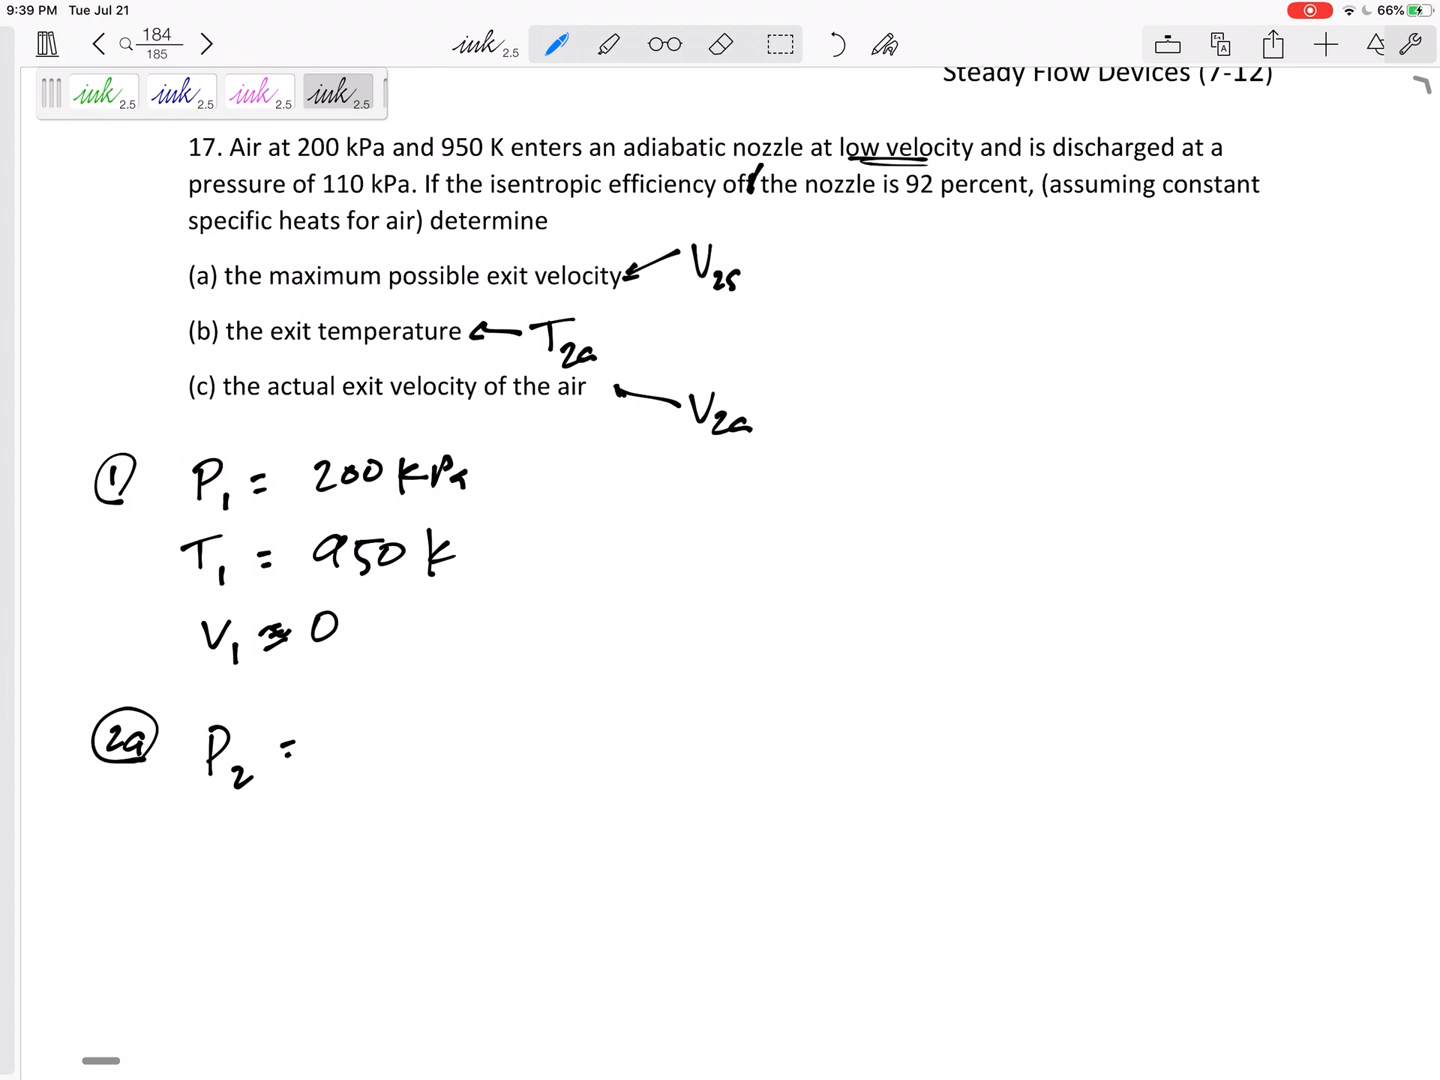 9:39 PM Tue Jul 21
66%
184
185
ink 2.5
ink 2.5 ink 2.5 ink 2.5 ink 2.5
Steady Flow Devices (7-12)
17. Air at 200 kPa and 950 K enters an adiabatic nozzle at low velocity and is discharged at a
pressure of 110 kPa. If the isentropic efficiency of the nozzle is 92 percent, (assuming constant
specific heats for air) determine
(a) the maximum possible exit velocity V2s
(b) the exit temperature T2a
(c) the actual exit velocity of the air V2a
1 P1 = 200 kPa
T1 = 950 K
V1 ≈ 0
2a P2 =